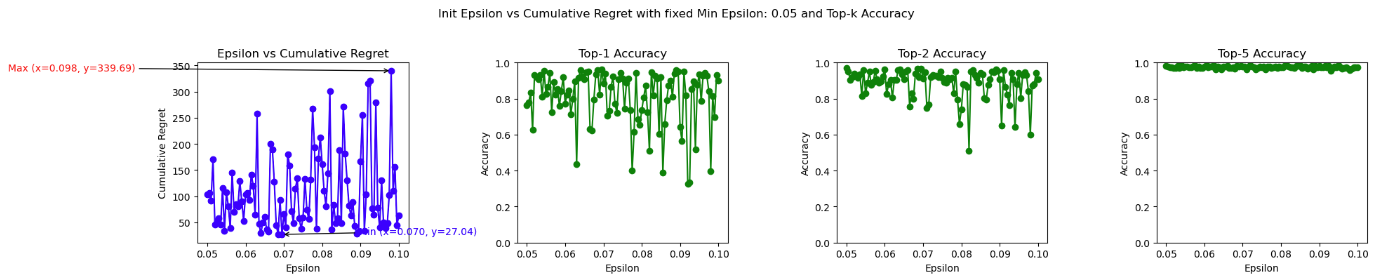 Init Epsilon vs Cumulative Regret with fixed Min Epsilon: 0.05 and Top-k Accuracy
Epsilon vs Cumulative Regret
Max (x=0.098, y=339.69)
350
300
250
200
150
100
50
Cumulative Regret
(x=0.070, y=27.04)
0.05 0.06 0.07 0.08 0.09 0.10
Epsilon
Top-1 Accuracy
1.0
0.8
0.6
0.4
0.2
0.0
Accuracy
0.05 0.06 0.07 0.08 0.09 0.10
Epsilon
Top-2 Accuracy
1.0
0.8
0.6
0.4
0.2
0.0
Accuracy
0.05 0.06 0.07 0.08 0.09 0.10
Epsilon
Top-5 Accuracy
1.0
0.8
0.6
0.4
0.2
0.0
Accuracy
0.05 0.06 0.07 0.08 0.09 0.10
Epsilon